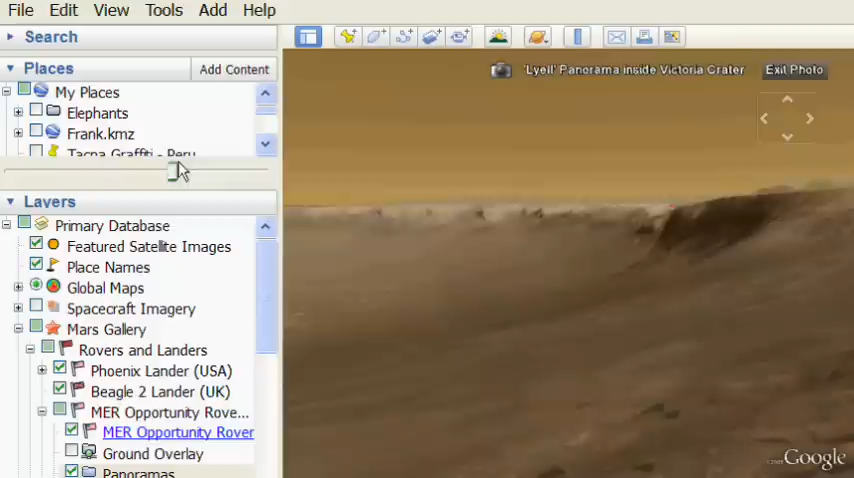 File Edit View Tools Add Help
Search
Places Add Content
'Lyell' Panorama inside Victoria Crater Exit Photo
My Places
Elephants
Frank.kmz
Tacna Graffiti - Peru
Layers
Primary Database
Featured Satellite Images
Place Names
Global Maps
Spacecraft Imagery
Mars Gallery
Rovers and Landers
Phoenix Lander (USA)
Beagle 2 Lander (UK)
MER Opportunity Rove...
MER Opportunity Rover
Ground Overlay
Panoramas
Google